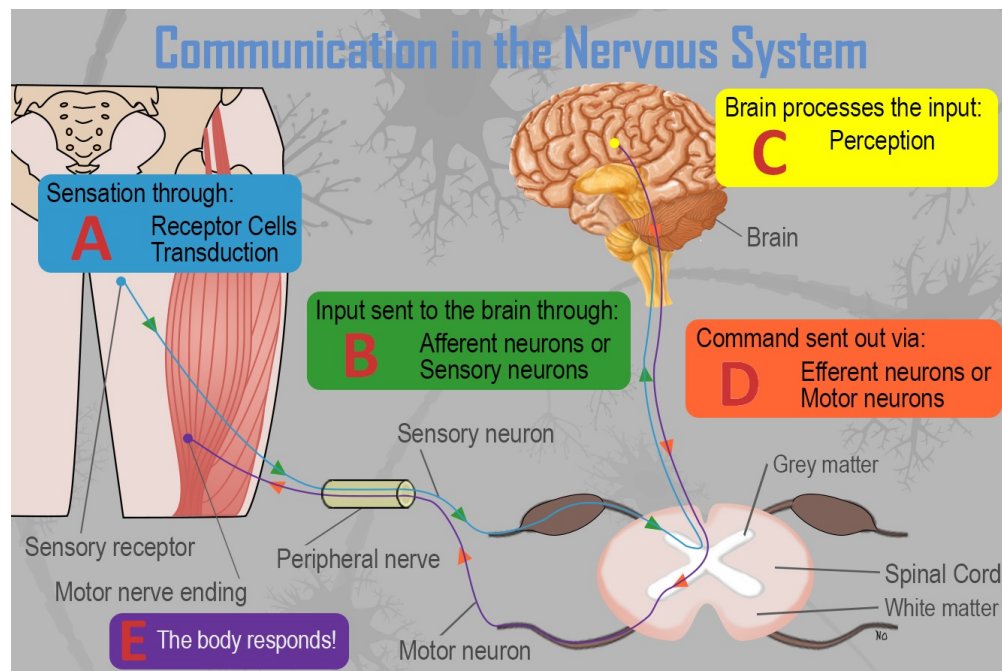 Communication in the Nervous System
Sensation through:
A
Receptor Cells
Transduction
Input sent to the brain through:
B
Afferent neurons or
Sensory neurons
Brain processes the input:
C
Perception
Brain
Command sent out via:
D
Efferent neurons or
Motor neurons
Sensory neuron
Grey matter
Sensory receptor
Peripheral nerve
Motor nerve ending
Spinal Cord
White matter
E The body responds!
Motor neuron